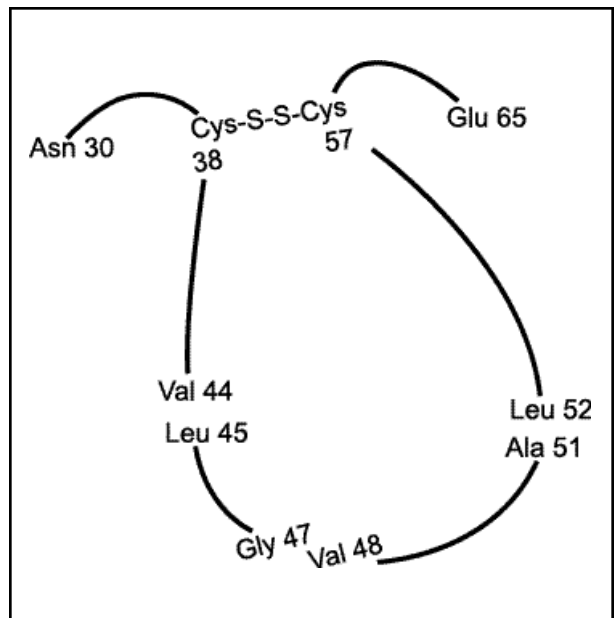 Asn 30
Cys-S-S-Cys
38
57
Glu 65
Val 44
Leu 45
Gly 47
Val 48
Leu 52
Ala 51